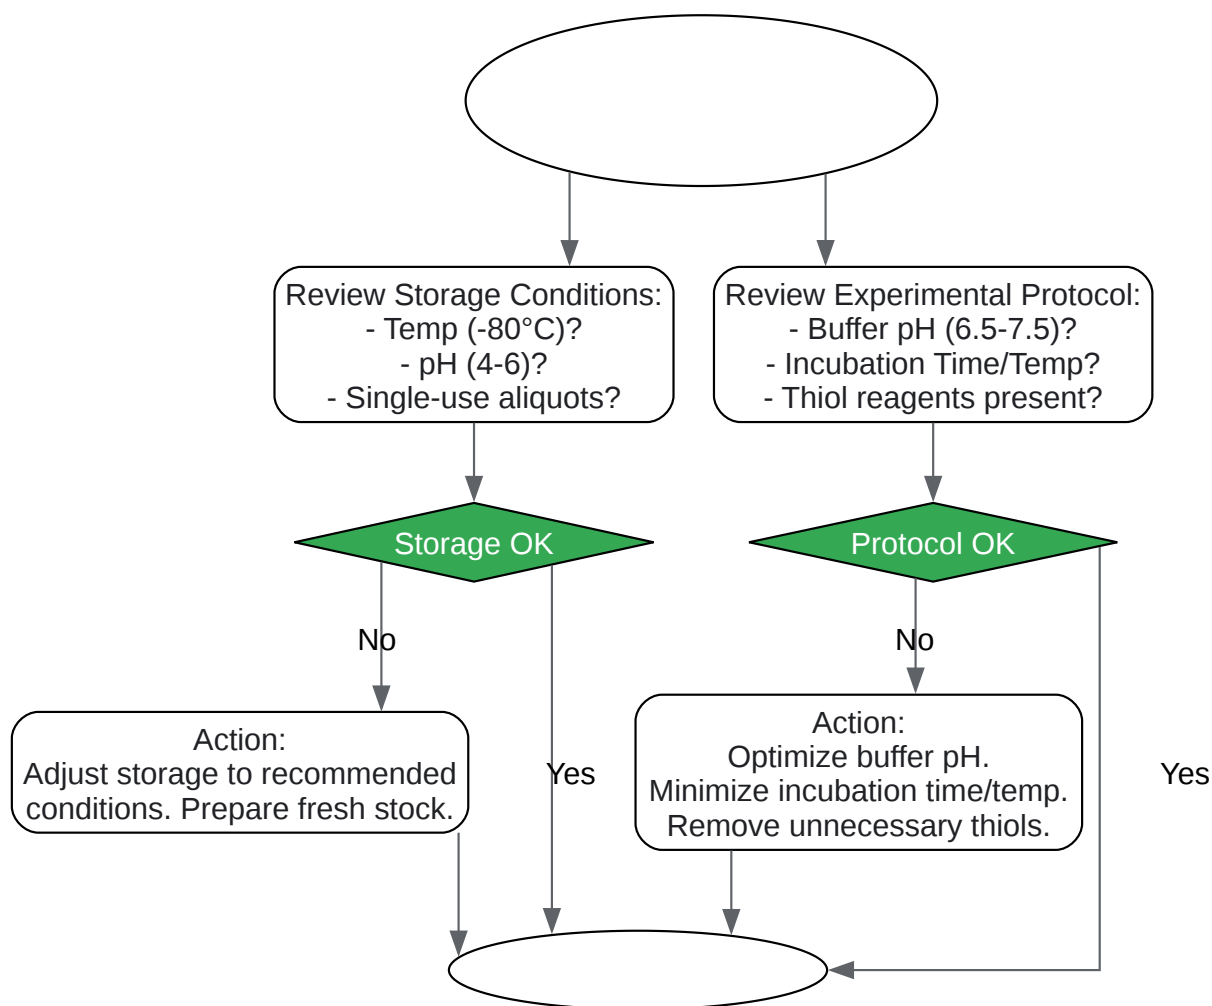 Review Storage Conditions:
- Temp (-80°C)?
- pH (4-6)?
- Single-use aliquots?
Review Experimental Protocol:
- Buffer pH (6.5-7.5)?
- Incubation Time/Temp?
- Thiol reagents present?
Storage OK
Protocol OK
No
No
Action:
Adjust storage to recommended
conditions. Prepare fresh stock.
Yes
Action:
Optimize buffer pH.
Minimize incubation time/temp.
Remove unnecessary thiols.
Yes